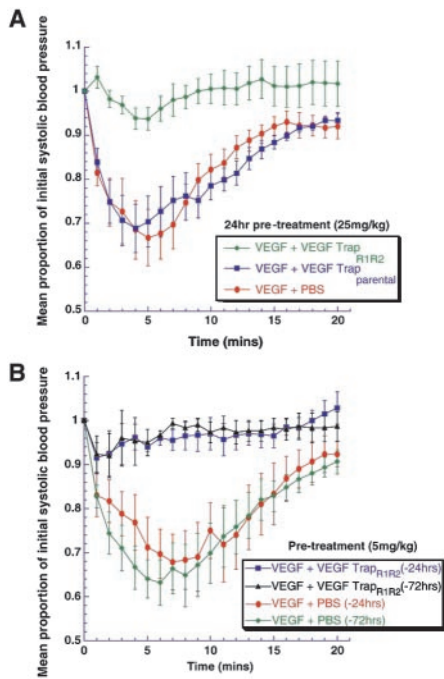 A
Mean proportion of initial systolic blood pressure
1.1
1
0.9
0.8
0.7
0.6
0.5
24hr pre-treatment (25mg/kg)
VEGF + VEGF Trap R1R2
VEGF + VEGF Trap parental
VEGF + PBS
0 5 10 15 20
Time (mins)
B
Mean proportion of initial systolic blood pressure
1.1
1
0.9
0.8
0.7
0.6
0.5
Pre-treatment (5mg/kg)
VEGF + VEGF TrapR1R2(-24hrs)
VEGF + VEGF TrapR1R2(-72hrs)
VEGF + PBS (-24hrs)
VEGF + PBS (-72hrs)
0 5 10 15 20
Time (mins)